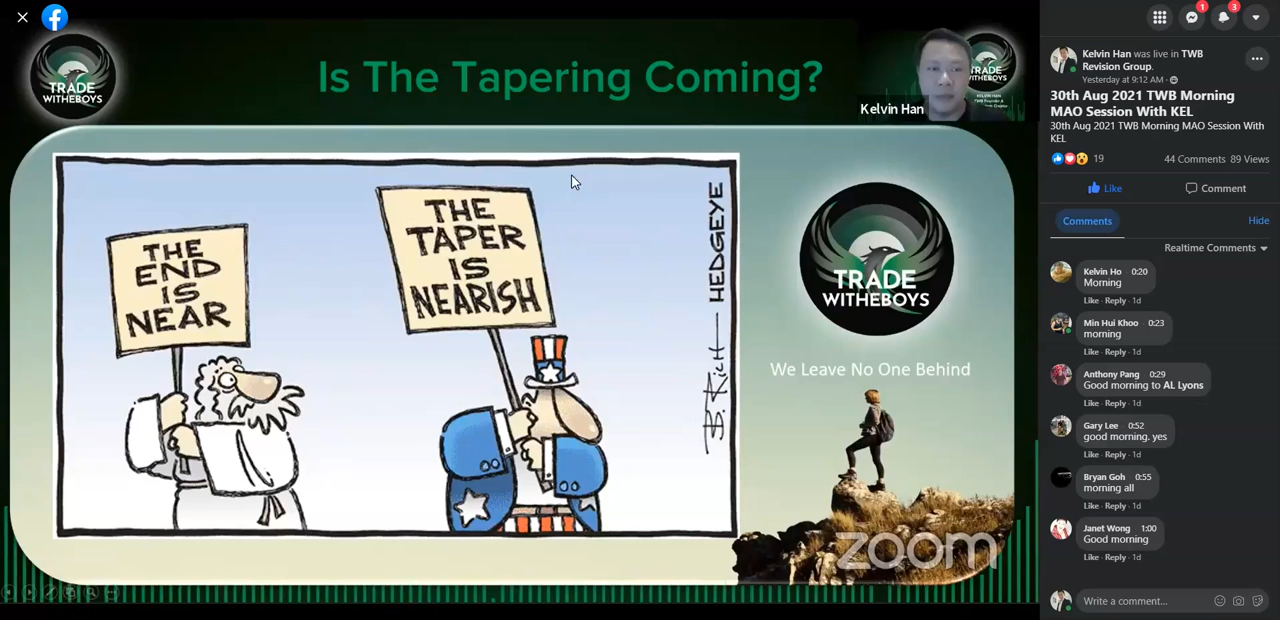 TRADE
WITHEBOYS
Is The Tapering Coming?
TRADE
WITHEBOYS
Kelvin Han
THE
END
IS
NEAR
THE
TAPER
IS
NEARISH
B. Rich
HEDGEYE
TRADE
WITHEBOYS
We Leave No One Behind
zoom
1
3
Kelvin Han was live in TWB
Revision Group.
Yesterday at 9:12 AM ·
30th Aug 2021 TWB Morning
MAO Session With KEL
30th Aug 2021 TWB Morning MAO Session With
KEL
19
44 Comments 89 Views
Like
Comment
Comments
Hide
Realtime Comments
Kelvin Ho 0:20
Morning
Like · Reply · 1d
Min Hui Khoo 0:23
morning
Like · Reply · 1d
Anthony Pang 0:29
Good morning to AL Lyons
Like · Reply · 1d
Gary Lee 0:52
good morning. yes
Like · Reply · 1d
Bryan Goh 0:55
morning all
Like · Reply · 1d
Janet Wong 1:00
Good morning
Like · Reply · 1d
Write a comment...